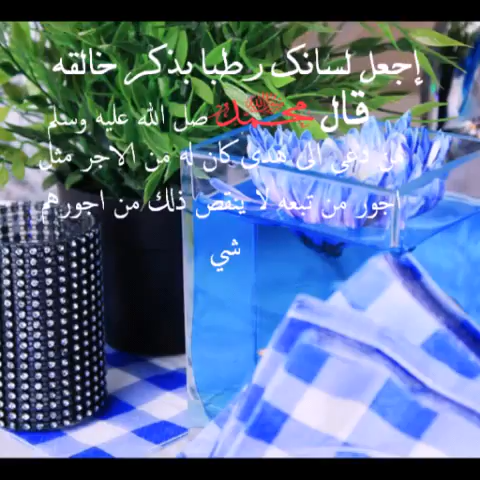 إجعل لسانك رطبا بذكر خالقه
قال محمد ﷺ صل الله عليه وسلم
من دعى الى هدى كان له من الاجر مثل
اجور من تبعه لا ينقص ذلك من اجورهم
شي